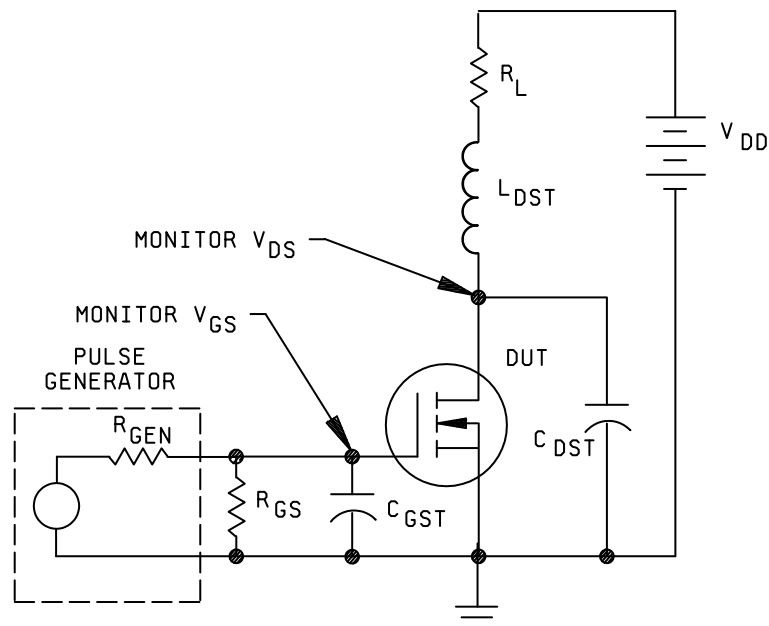 R_L
V_DD
L_DST
MONITOR V_DS
MONITOR V_GS
PULSE
GENERATOR
DUT
R_GEN
C_DST
R_GS
C_GST